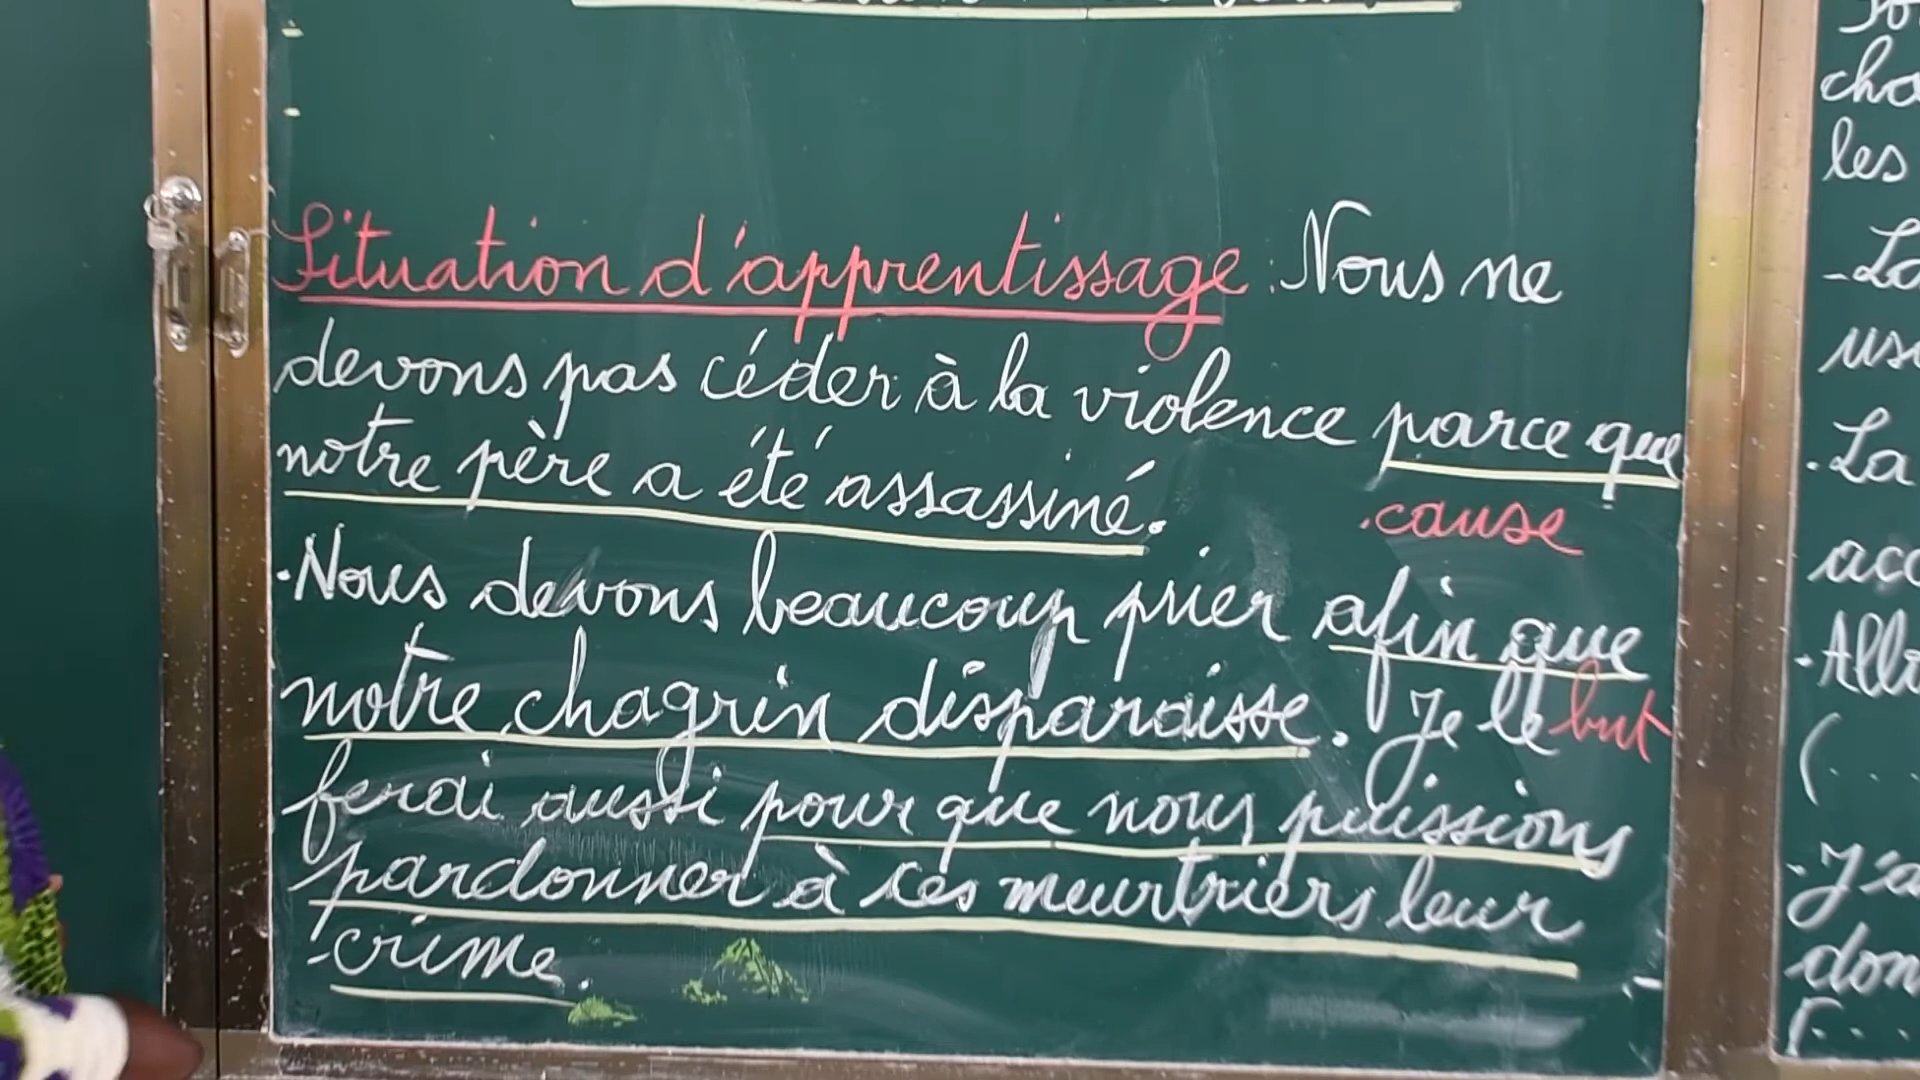 Situation d'apprentissage : Nous ne
devons pas céder à la violence parce que
notre père a été assassiné.
.cause
.Nous devons beaucoup prier afin que
notre chagrin disparaisse. Je le but
ferai aussi pour que nous puissions
pardonner à ces meurtriers leur
crime.
les
-La
.La
(...
.J'a
(...